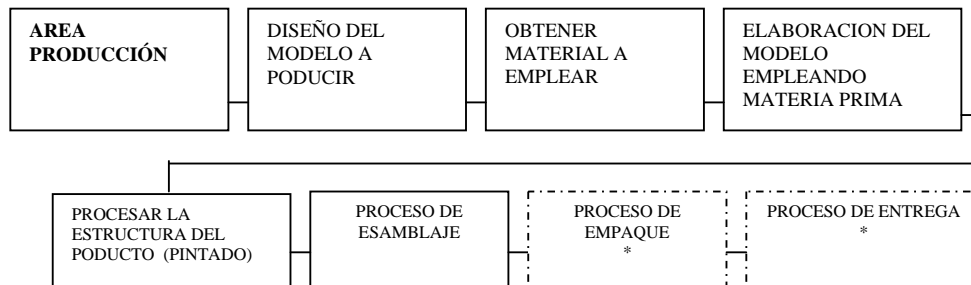 AREA
PRODUCCIÓN
DISEÑO DEL
MODELO A
PODUCIR
OBTENER
MATERIAL A
EMPLEAR
ELABORACION DEL
MODELO
EMPLEANDO
MATERIA PRIMA
PROCESAR LA
ESTRUCTURA DEL
PODUCTO (PINTADO)
PROCESO DE
ESAMBLAJE
PROCESO DE
EMPAQUE
*
PROCESO DE ENTREGA
*